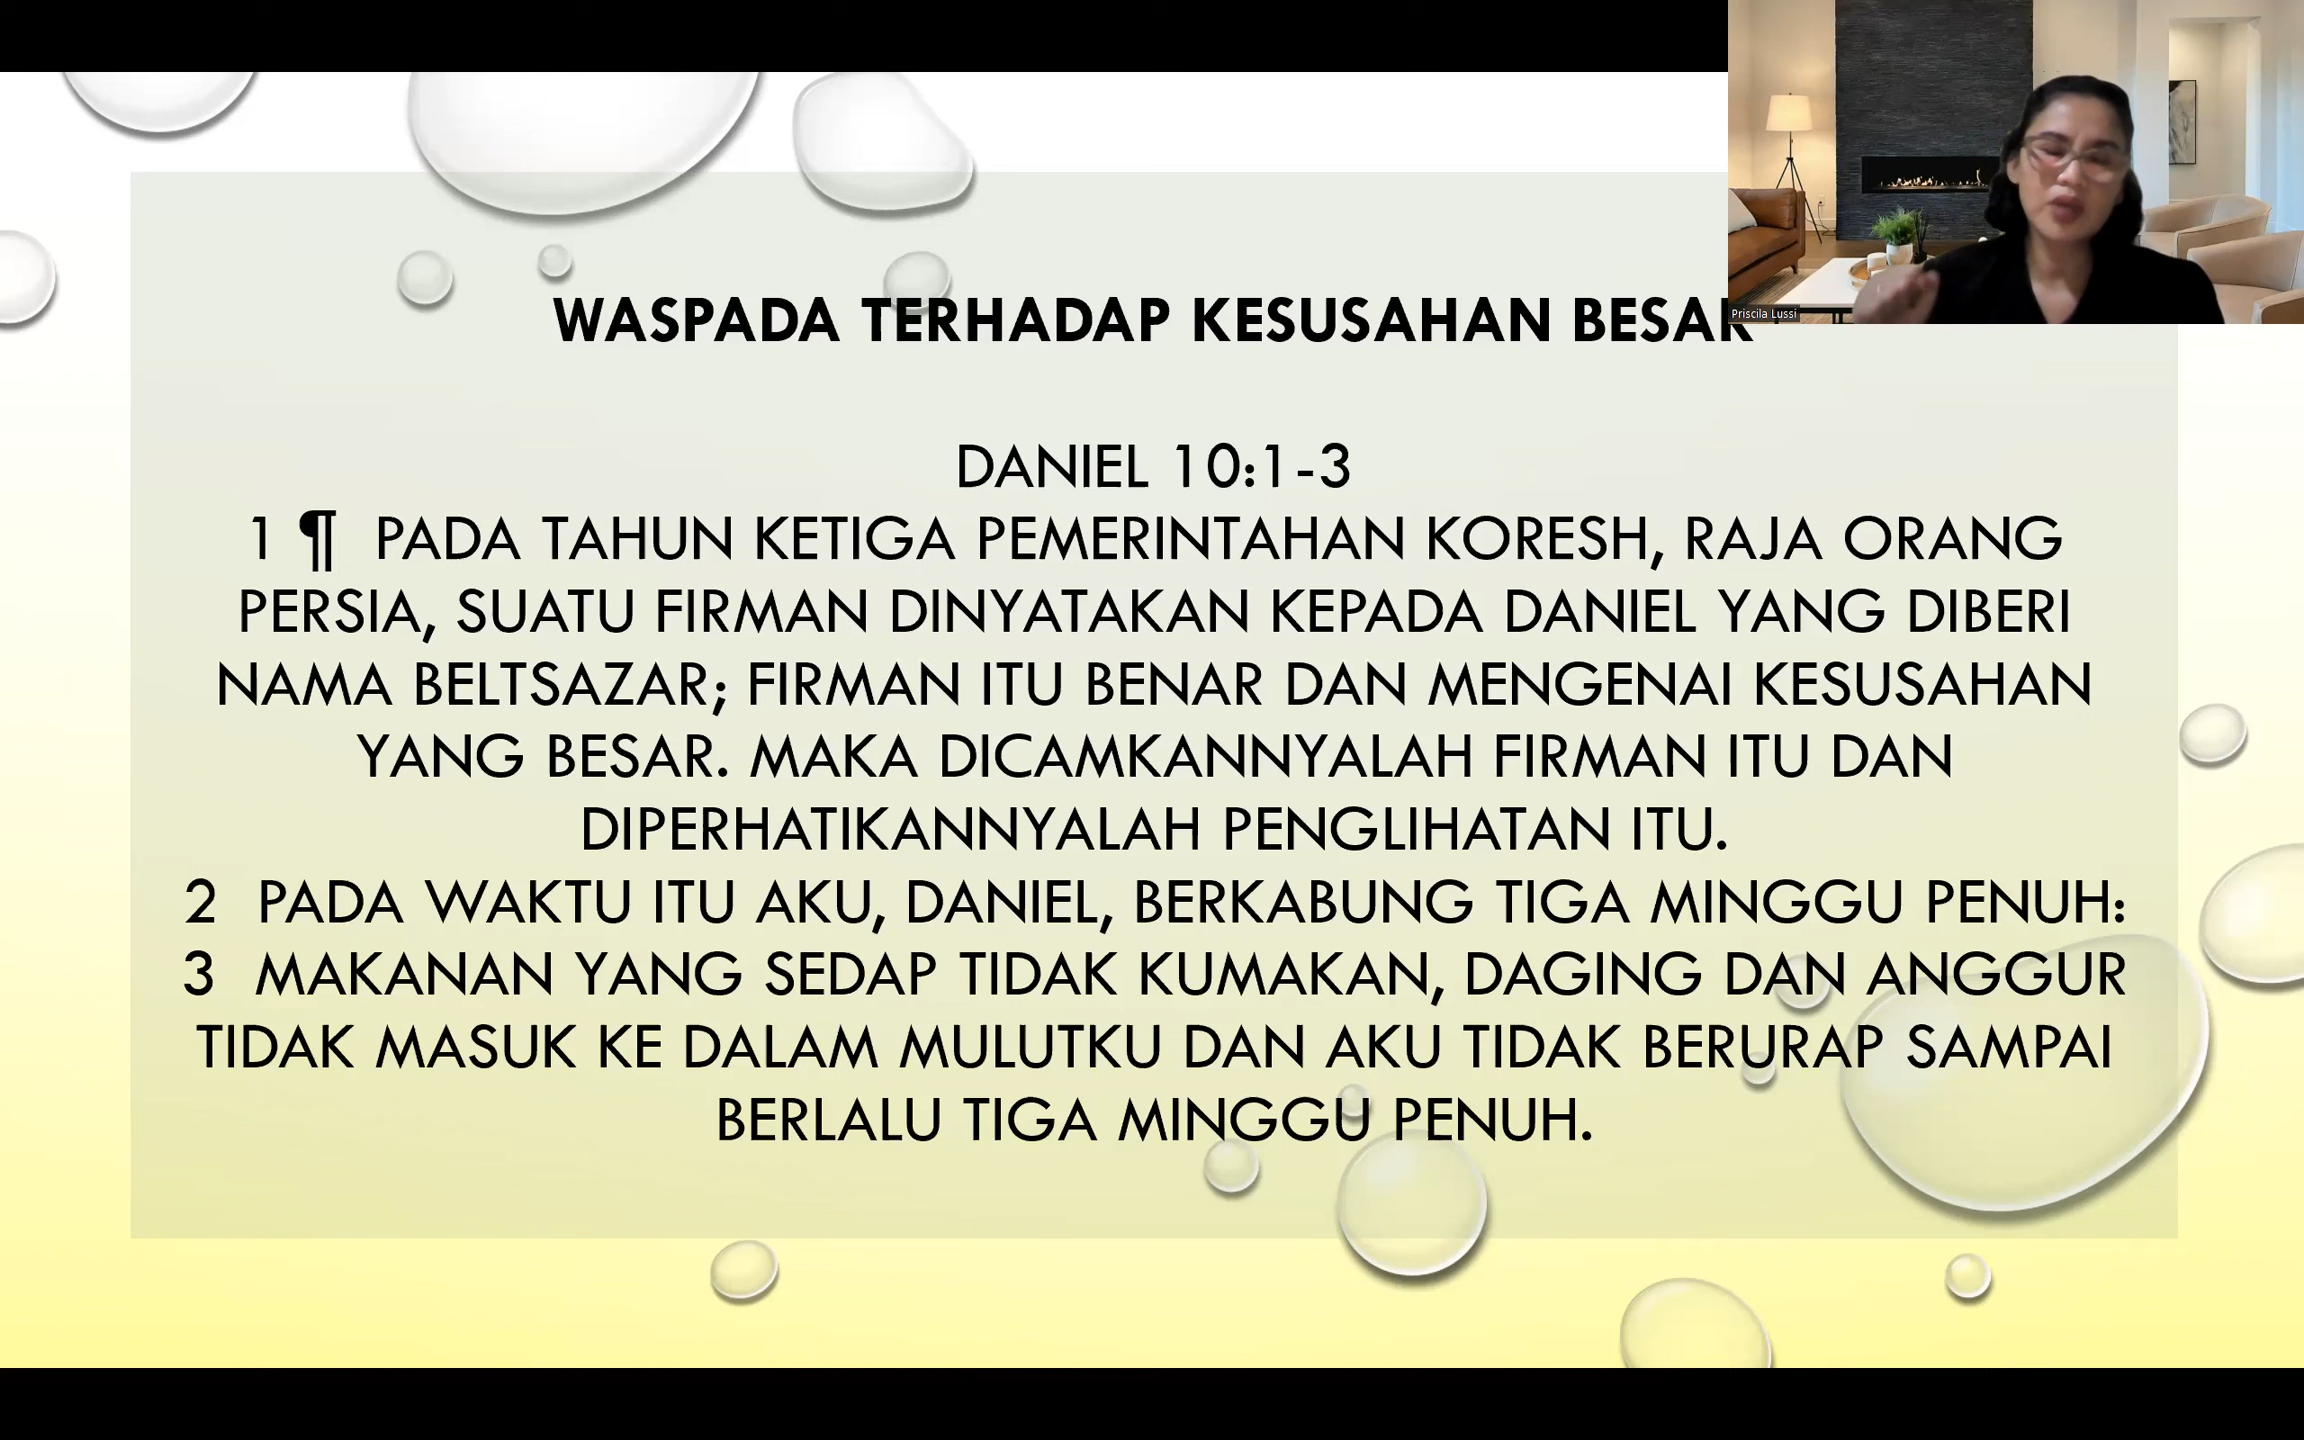 WASPADA TERHADAP KESUSAHAN BESAR
Priscila Lussi
DANIEL 10:1-3
1 ¶ PADA TAHUN KETIGA PEMERINTAHAN KORESH, RAJA ORANG
PERSIA, SUATU FIRMAN DINYATAKAN KEPADA DANIEL YANG DIBERI
NAMA BELTSAZAR; FIRMAN ITU BENAR DAN MENGENAI KESUSAHAN
YANG BESAR. MAKA DICAMKANNYALAH FIRMAN ITU DAN
DIPERHATIKANNYALAH PENGLIHATAN ITU.
2 PADA WAKTU ITU AKU, DANIEL, BERKABUNG TIGA MINGGU PENUH:
3 MAKANAN YANG SEDAP TIDAK KUMAKAN, DAGING DAN ANGGUR
TIDAK MASUK KE DALAM MULUTKU DAN AKU TIDAK BERURAP SAMPAI
BERLALU TIGA MINGGU PENUH.